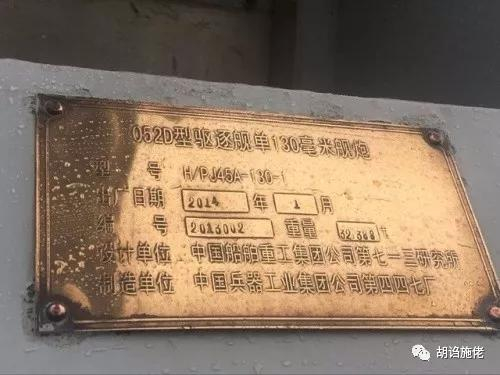 052D型驱逐舰单130毫米舰炮
型 号 H/PJ45A-130-1
出厂日期 2014 年 1 月
编 号 2013002 重量
设计单位 中国船舶重工集团公司第七一三研究所
制造单位 中国兵器工业集团公司第四四七厂
胡诌施佬